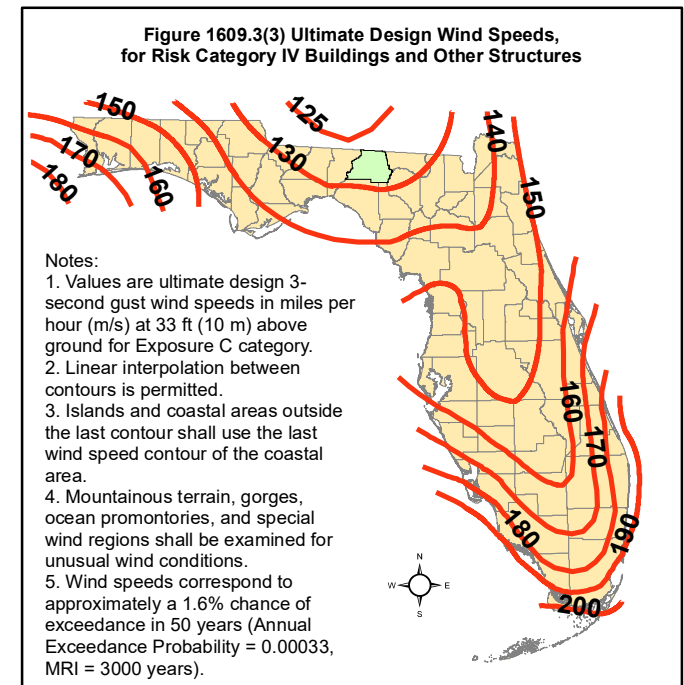 Figure 1609.3(3) Ultimate Design Wind Speeds,
for Risk Category IV Buildings and Other Structures
125
150
140
130
170
180
160
150
Notes:
1. Values are ultimate design 3-
second gust wind speeds in miles per
hour (m/s) at 33 ft (10 m) above
ground for Exposure C category.
2. Linear interpolation between
contours is permitted.
3. Islands and coastal areas outside
the last contour shall use the last
wind speed contour of the coastal
area.
4. Mountainous terrain, gorges,
ocean promontories, and special
wind regions shall be examined for
unusual wind conditions.
5. Wind speeds correspond to
approximately a 1.6% chance of
exceedance in 50 years (Annual
Exceedance Probability = 0.00033,
MRI = 3000 years).
160
170
180
190
200
N
W
E
S